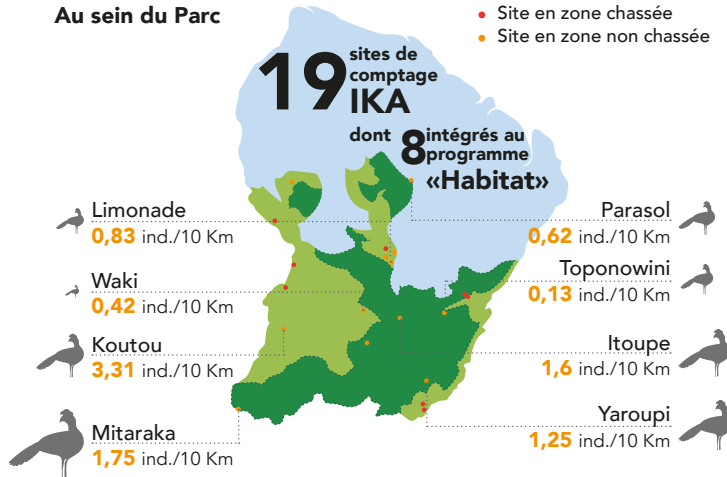 Au sein du Parc
Site en zone chassée
Site en zone non chassée
19 sites de
comptage
IKA
dont 8 intégrés au
programme
«Habitat»
Limonade
0,83 ind./10 Km
Waki
0,42 ind./10 Km
Koutou
3,31 ind./10 Km
Mitaraka
1,75 ind./10 Km
Parasol
0,62 ind./10 Km
Toponowini
0,13 ind./10 Km
Itoupe
1,6 ind./10 Km
Yaroupi
1,25 ind./10 Km